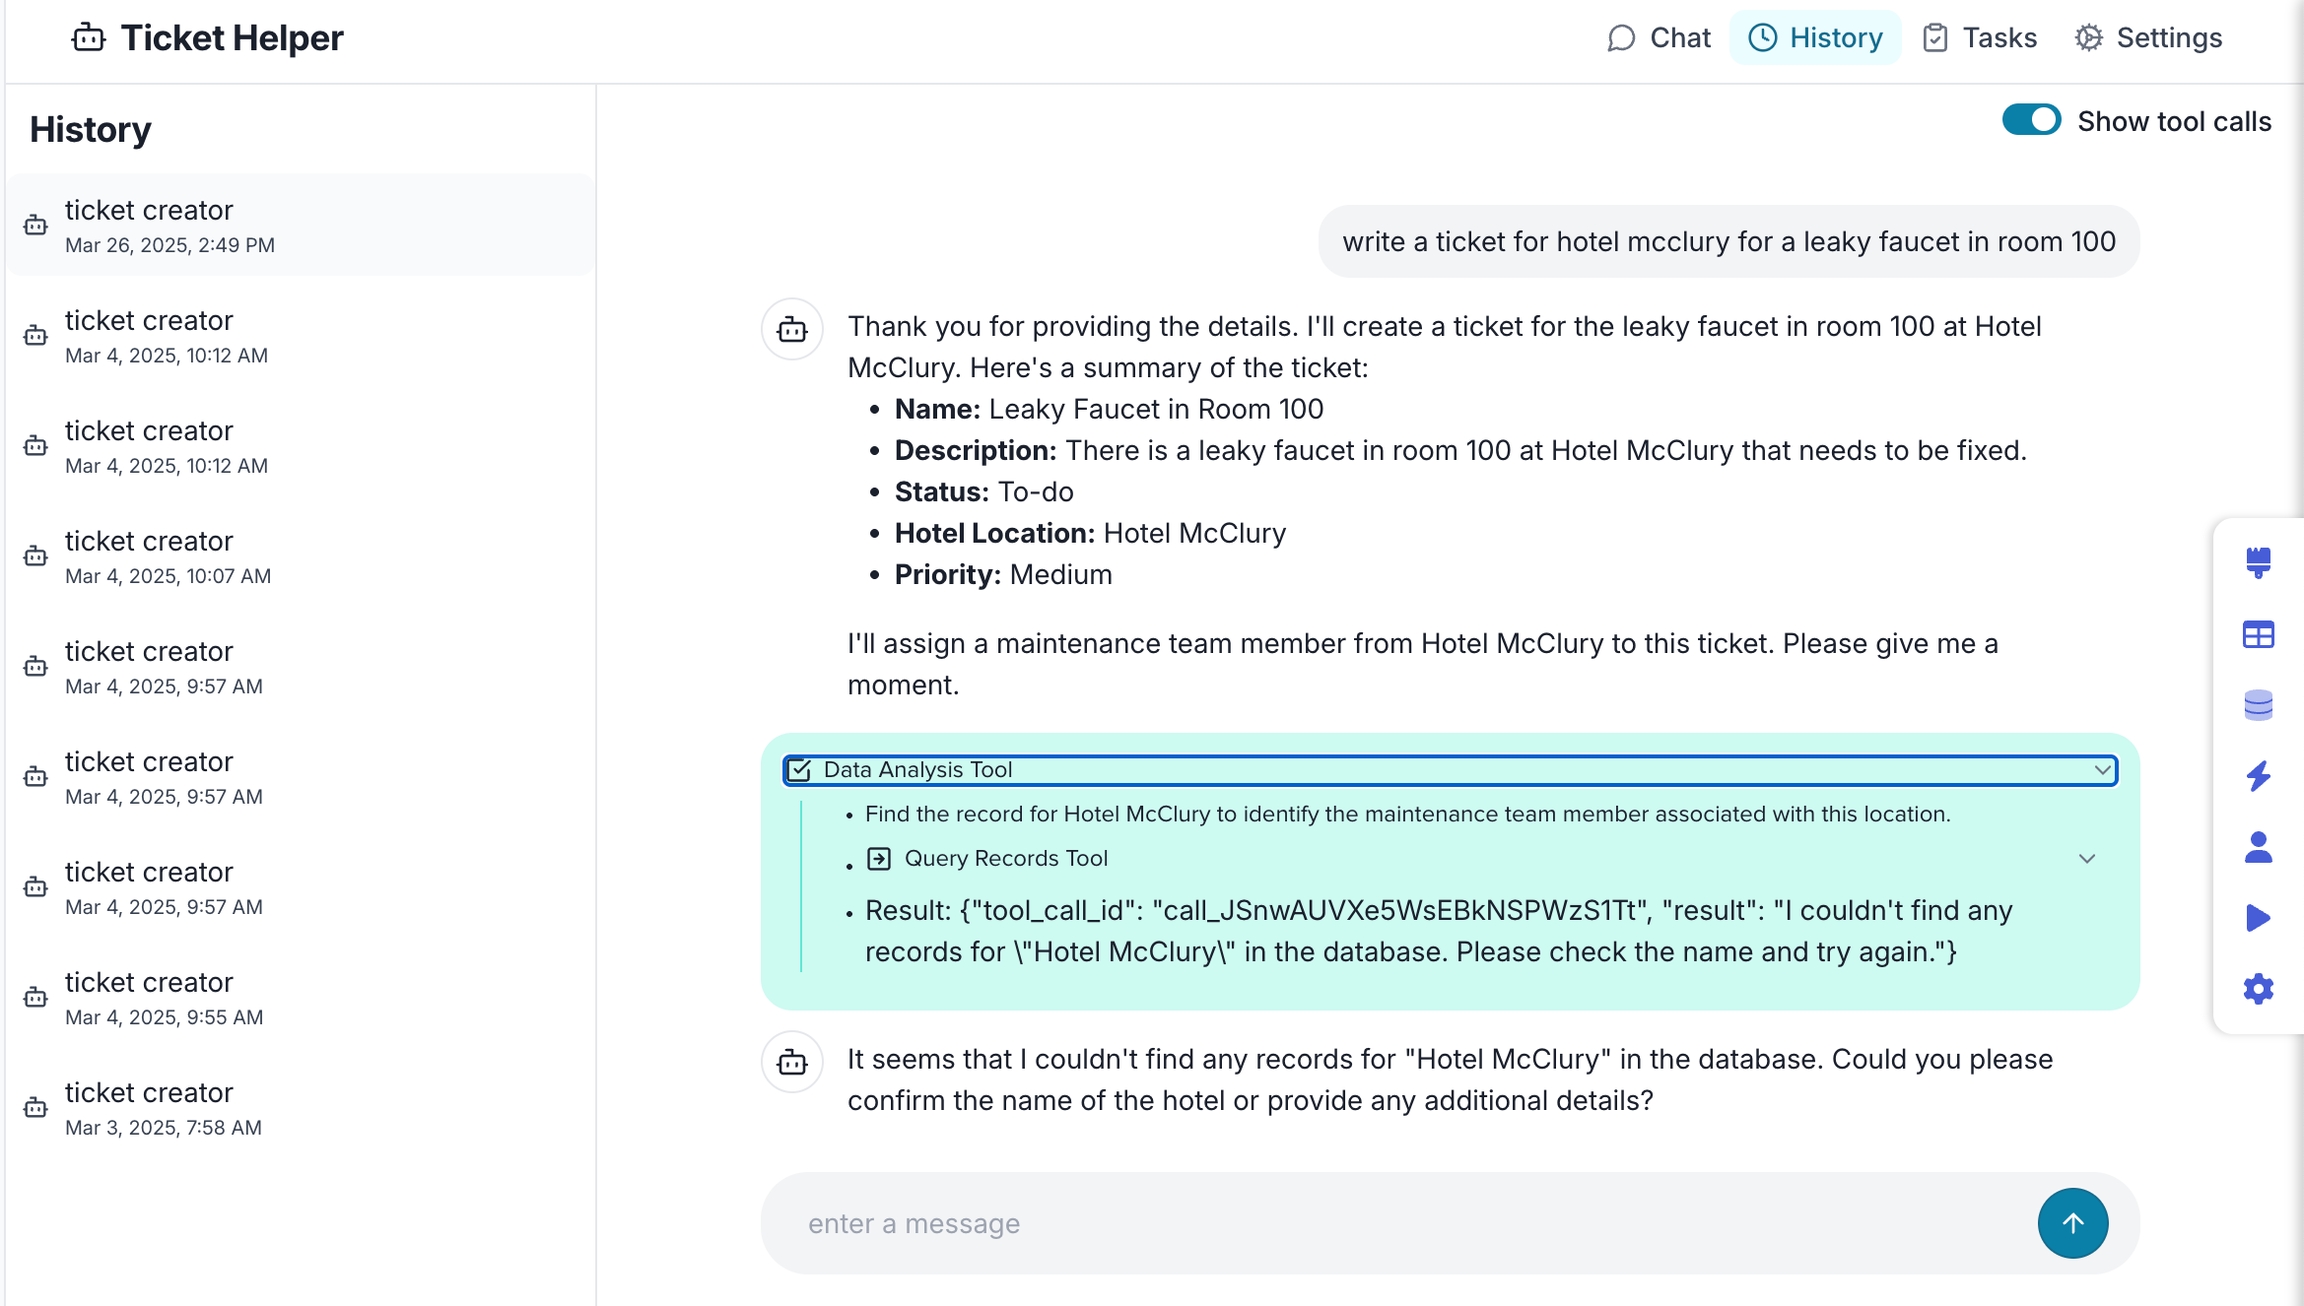 Ticket Helper
Chat
History
Tasks
Settings
History
ticket creator
Mar 26, 2025, 2:49 PM
ticket creator
Mar 4, 2025, 10:12 AM
ticket creator
Mar 4, 2025, 10:12 AM
ticket creator
Mar 4, 2025, 10:07 AM
ticket creator
Mar 4, 2025, 9:57 AM
ticket creator
Mar 4, 2025, 9:57 AM
ticket creator
Mar 4, 2025, 9:57 AM
ticket creator
Mar 4, 2025, 9:55 AM
ticket creator
Mar 3, 2025, 7:58 AM
Show tool calls
write a ticket for hotel mcclury for a leaky faucet in room 100
Thank you for providing the details. I'll create a ticket for the leaky faucet in room 100 at Hotel
McClury. Here's a summary of the ticket:
• Name: Leaky Faucet in Room 100
• Description: There is a leaky faucet in room 100 at Hotel McClury that needs to be fixed.
• Status: To-do
• Hotel Location: Hotel McClury
• Priority: Medium
I'll assign a maintenance team member from Hotel McClury to this ticket. Please give me a
moment.
Data Analysis Tool
• Find the record for Hotel McClury to identify the maintenance team member associated with this location.
• Query Records Tool
• Result: {"tool_call_id": "call_JSnwAUVXe5WsEBkNSPWzS1Tt", "result": "I couldn't find any
records for \"Hotel McClury\" in the database. Please check the name and try again."}
It seems that I couldn't find any records for "Hotel McClury" in the database. Could you please
confirm the name of the hotel or provide any additional details?
enter a message